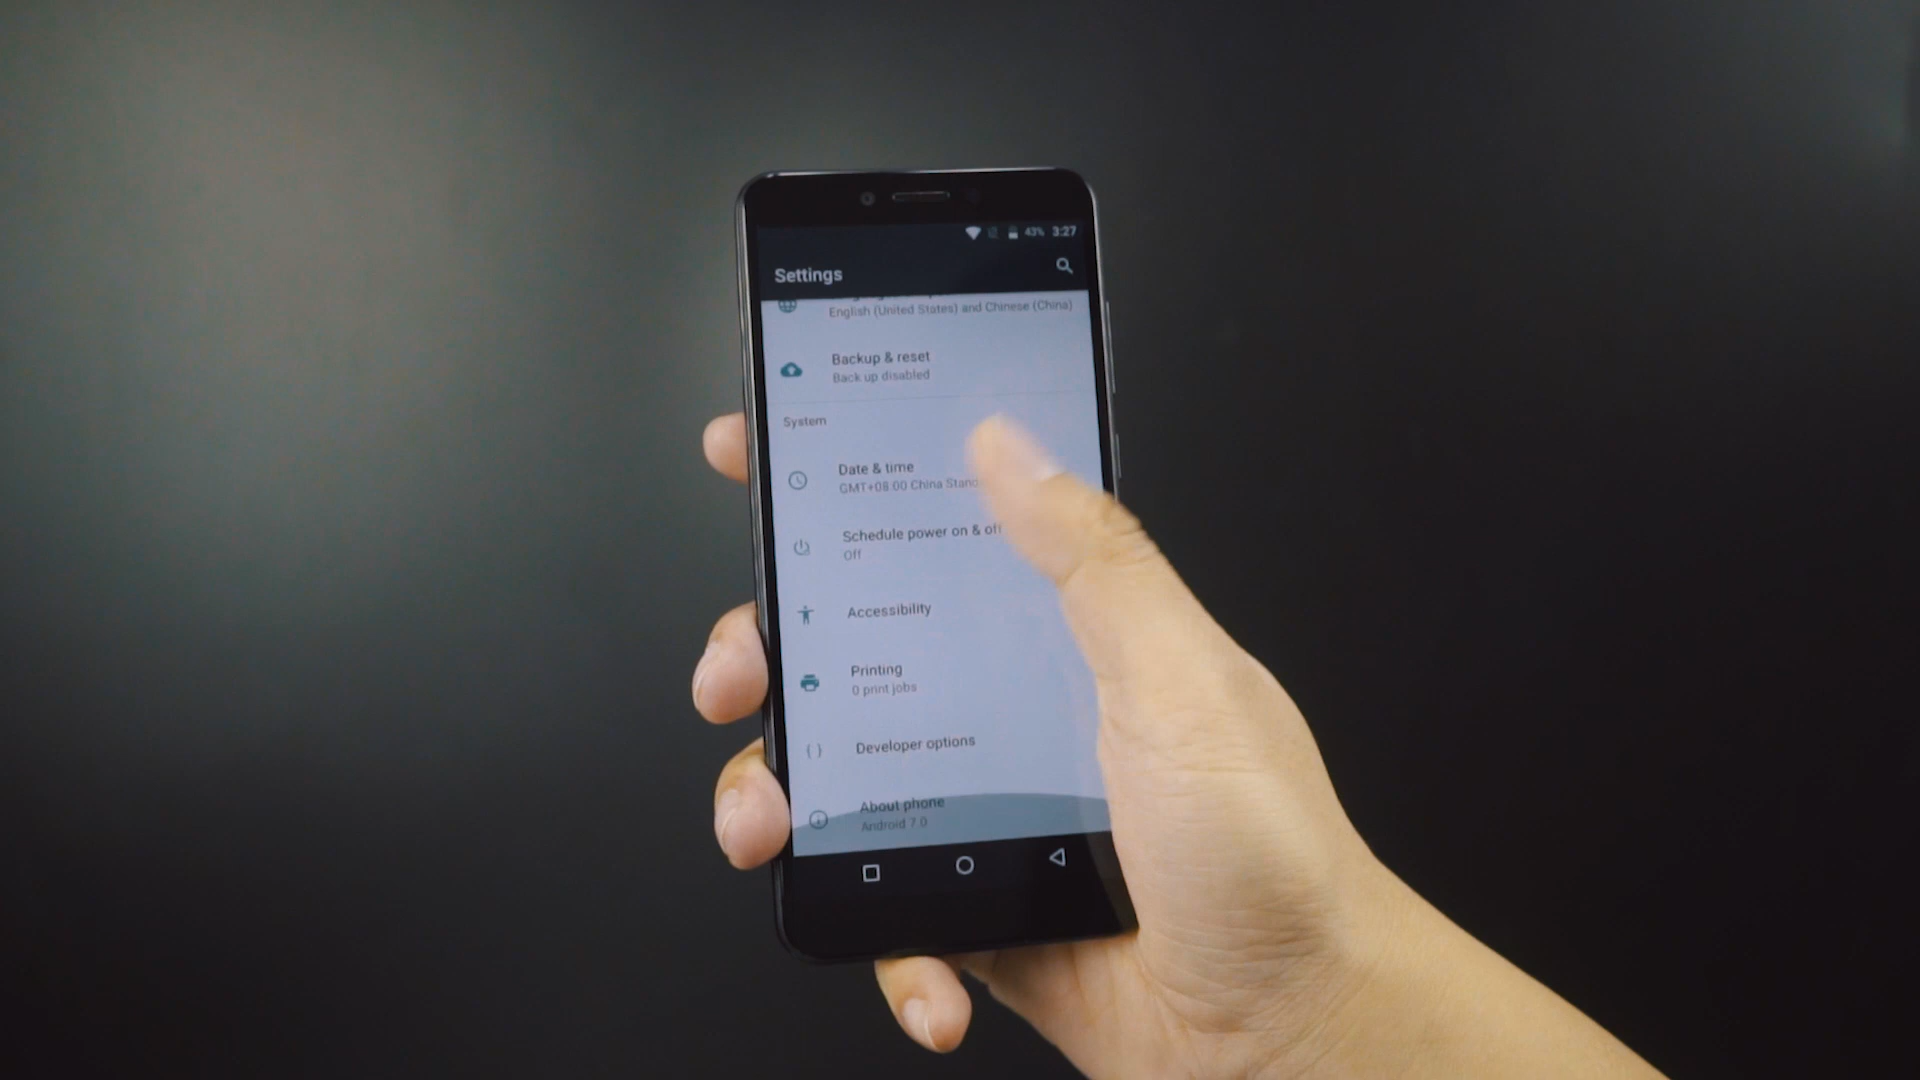 43% 3:27
Settings
English (United States) and Chinese (China)
Backup & reset
Back up disabled
System
Date & time
GMT+08:00 China
Schedule power on & off
Off
Accessibility
Printing
0 print jobs
{ } Developer options
About phone
Android 7.0